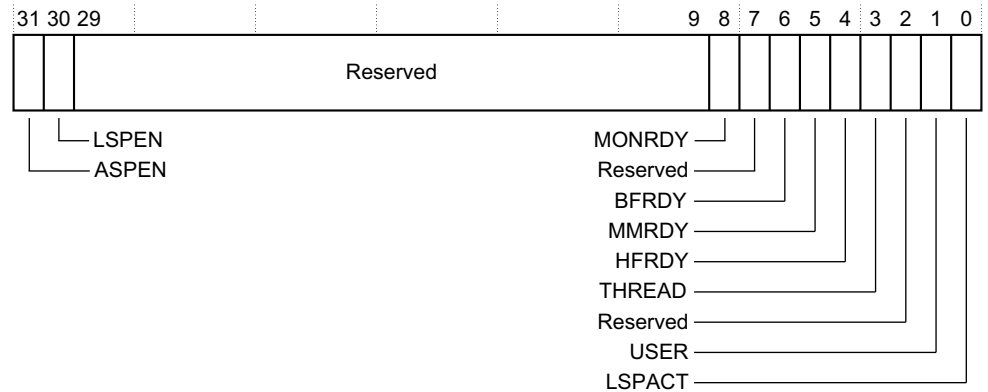 31 30 29 9 8 7 6 5 4 3 2 1 0
Reserved
LSPEN MONRDY
ASPEN Reserved
BFRDY
MMRDY
HFRDY
THREAD
Reserved
USER
LSPACT